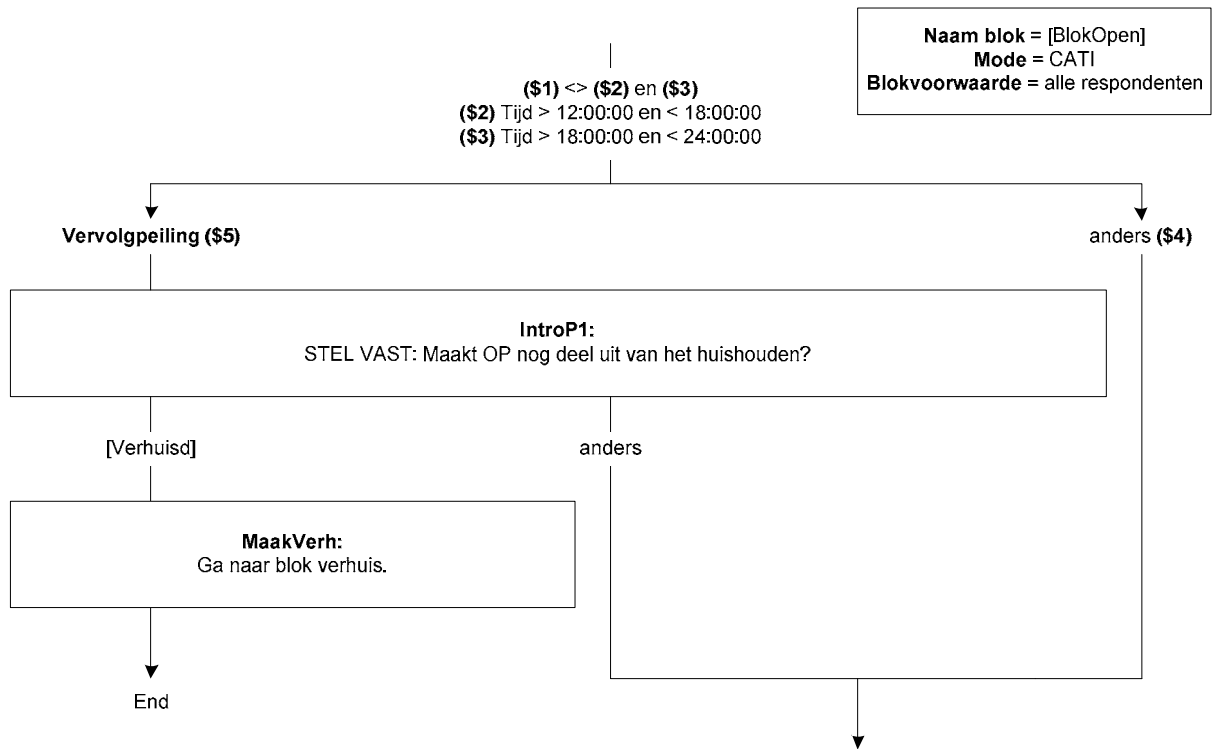 Naam blok = [BlokOpen]
Mode = CATI
Blokvoorwaarde = alle respondenten
($1) <> ($2) en ($3)
($2) Tijd > 12:00:00 en < 18:00:00
($3) Tijd > 18:00:00 en < 24:00:00
Vervolgpeiling ($5)
anders ($4)
IntroP1:
STEL VAST: Maakt OP nog deel uit van het huishouden?
[Verhuisd]
anders
MaakVerh:
Ga naar blok verhuis.
End